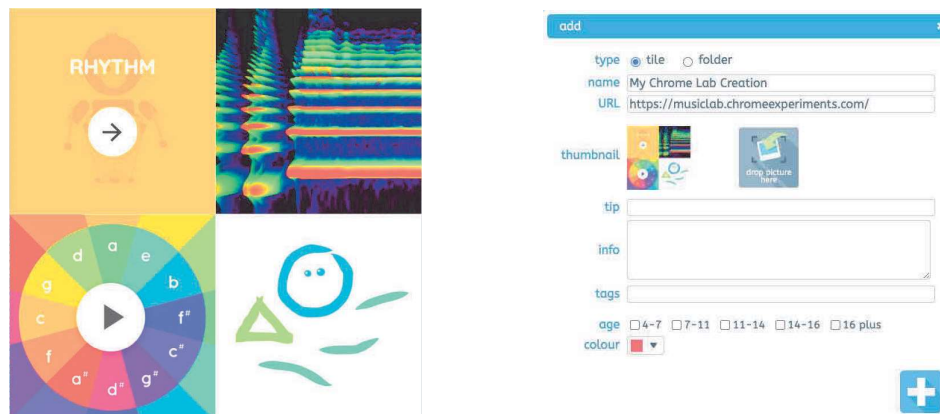 RHYTHM
a
e
b
f#
c#
g#
d#
a#
f
c
g
d
add
type tile folder
name My Chrome Lab Creation
URL https://musiclab.chromeexperiments.com/
thumbnail drop picture
here
tip
info
tags
age 4-7 7-11 11-14 14-16 16 plus
colour